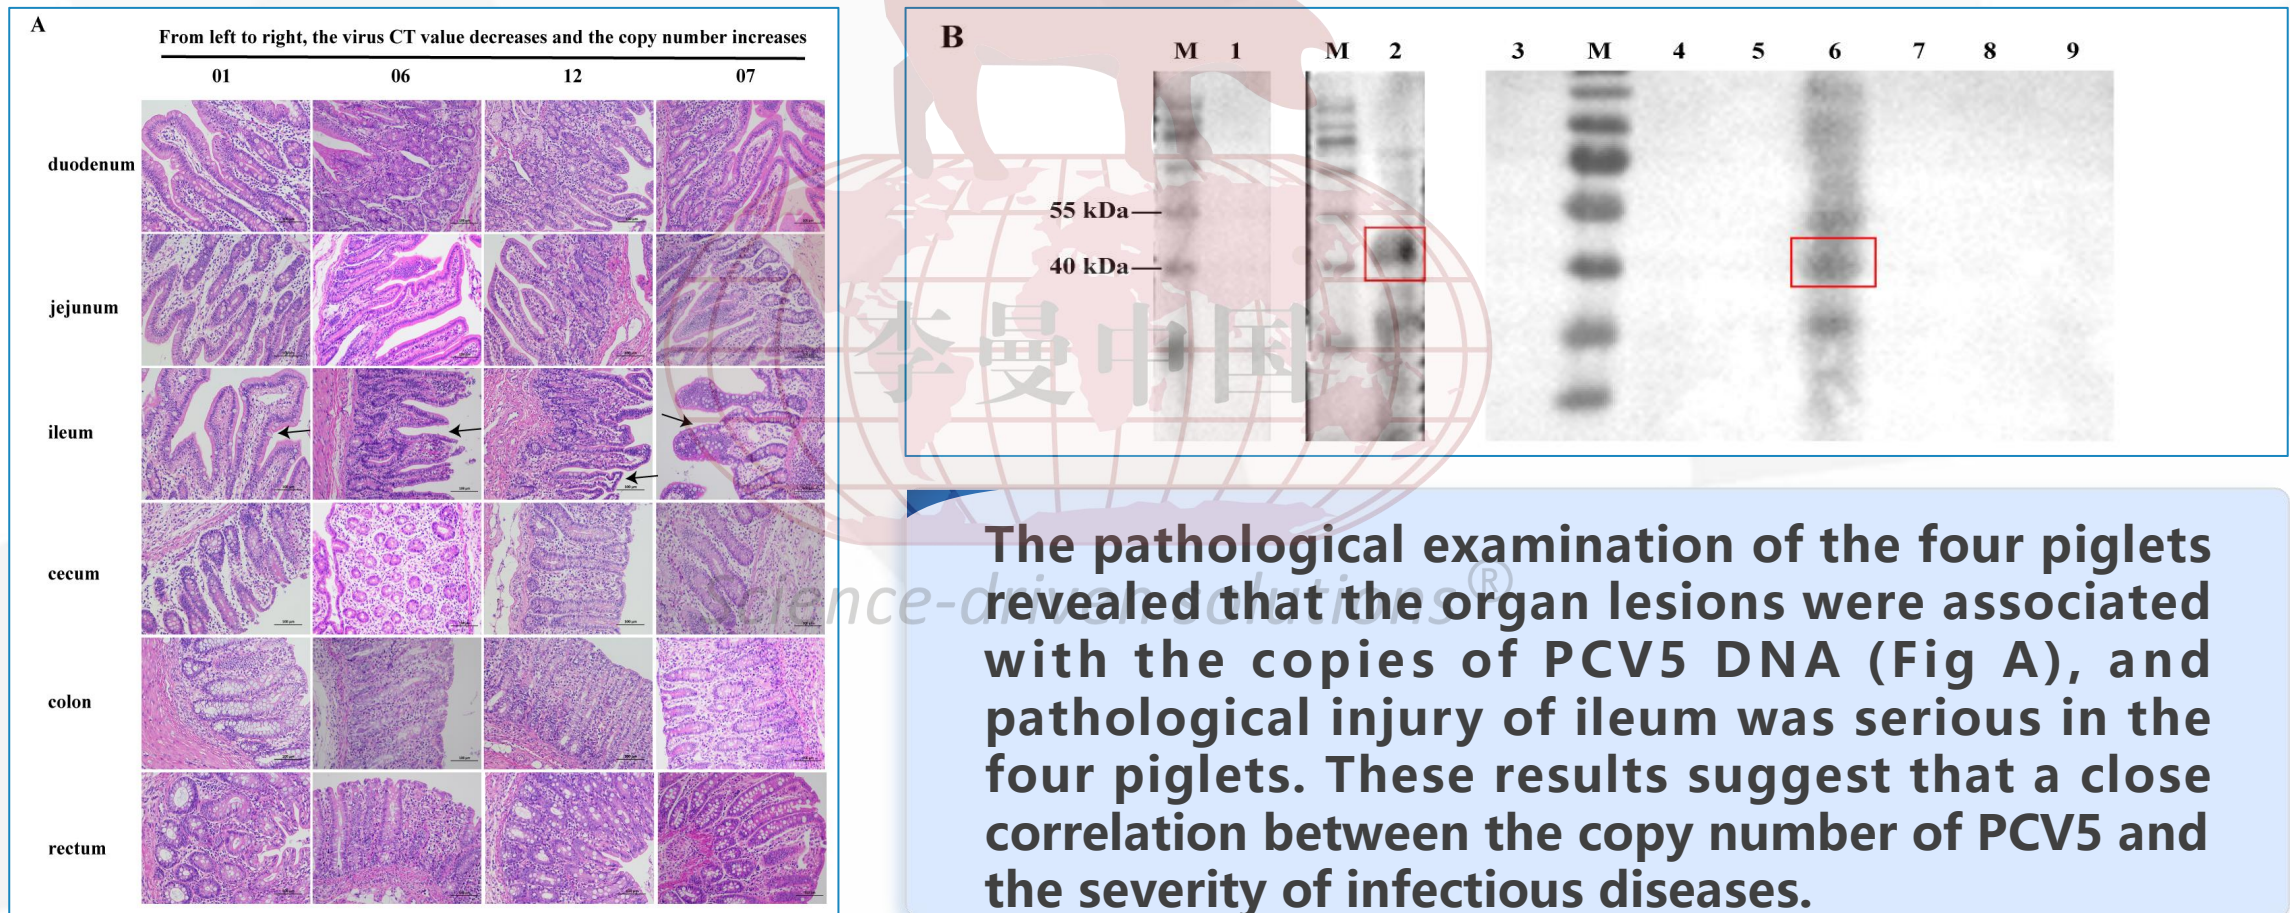 A
From left to right, the virus CT value decreases and the copy number increases
01 06 12 07
duodenum
jejunum
ileum
cecum
colon
rectum
B
M 1 M 2 3 M 4 5 6 7 8 9
55 kDa
40 kDa
李曼中国
Science-driven solutions®
The pathological examination of the four piglets
revealed that the organ lesions were associated
with the copies of PCV5 DNA (Fig A), and
pathological injury of ileum was serious in the
four piglets. These results suggest that a close
correlation between the copy number of PCV5 and
the severity of infectious diseases.